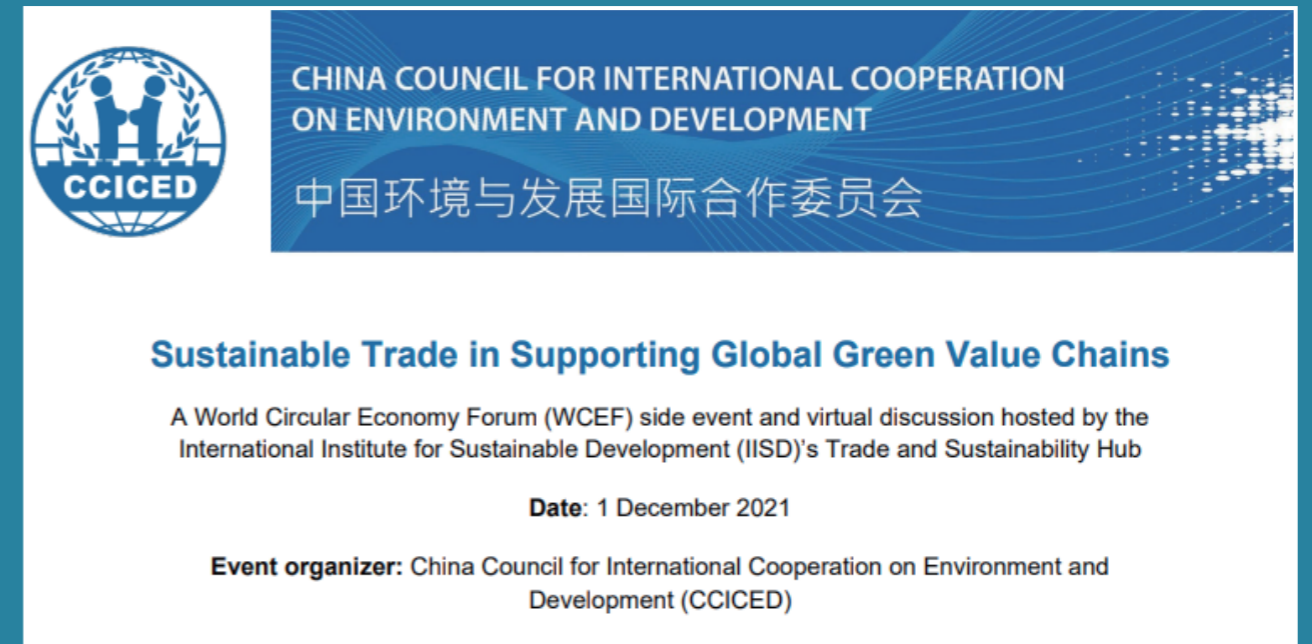 CCICED
CHINA COUNCIL FOR INTERNATIONAL COOPERATION
ON ENVIRONMENT AND DEVELOPMENT
中国环境与发展国际合作委员会
Sustainable Trade in Supporting Global Green Value Chains
A World Circular Economy Forum (WCEF) side event and virtual discussion hosted by the
International Institute for Sustainable Development (IISD)'s Trade and Sustainability Hub
Date: 1 December 2021
Event organizer: China Council for International Cooperation on Environment and
Development (CCICED)